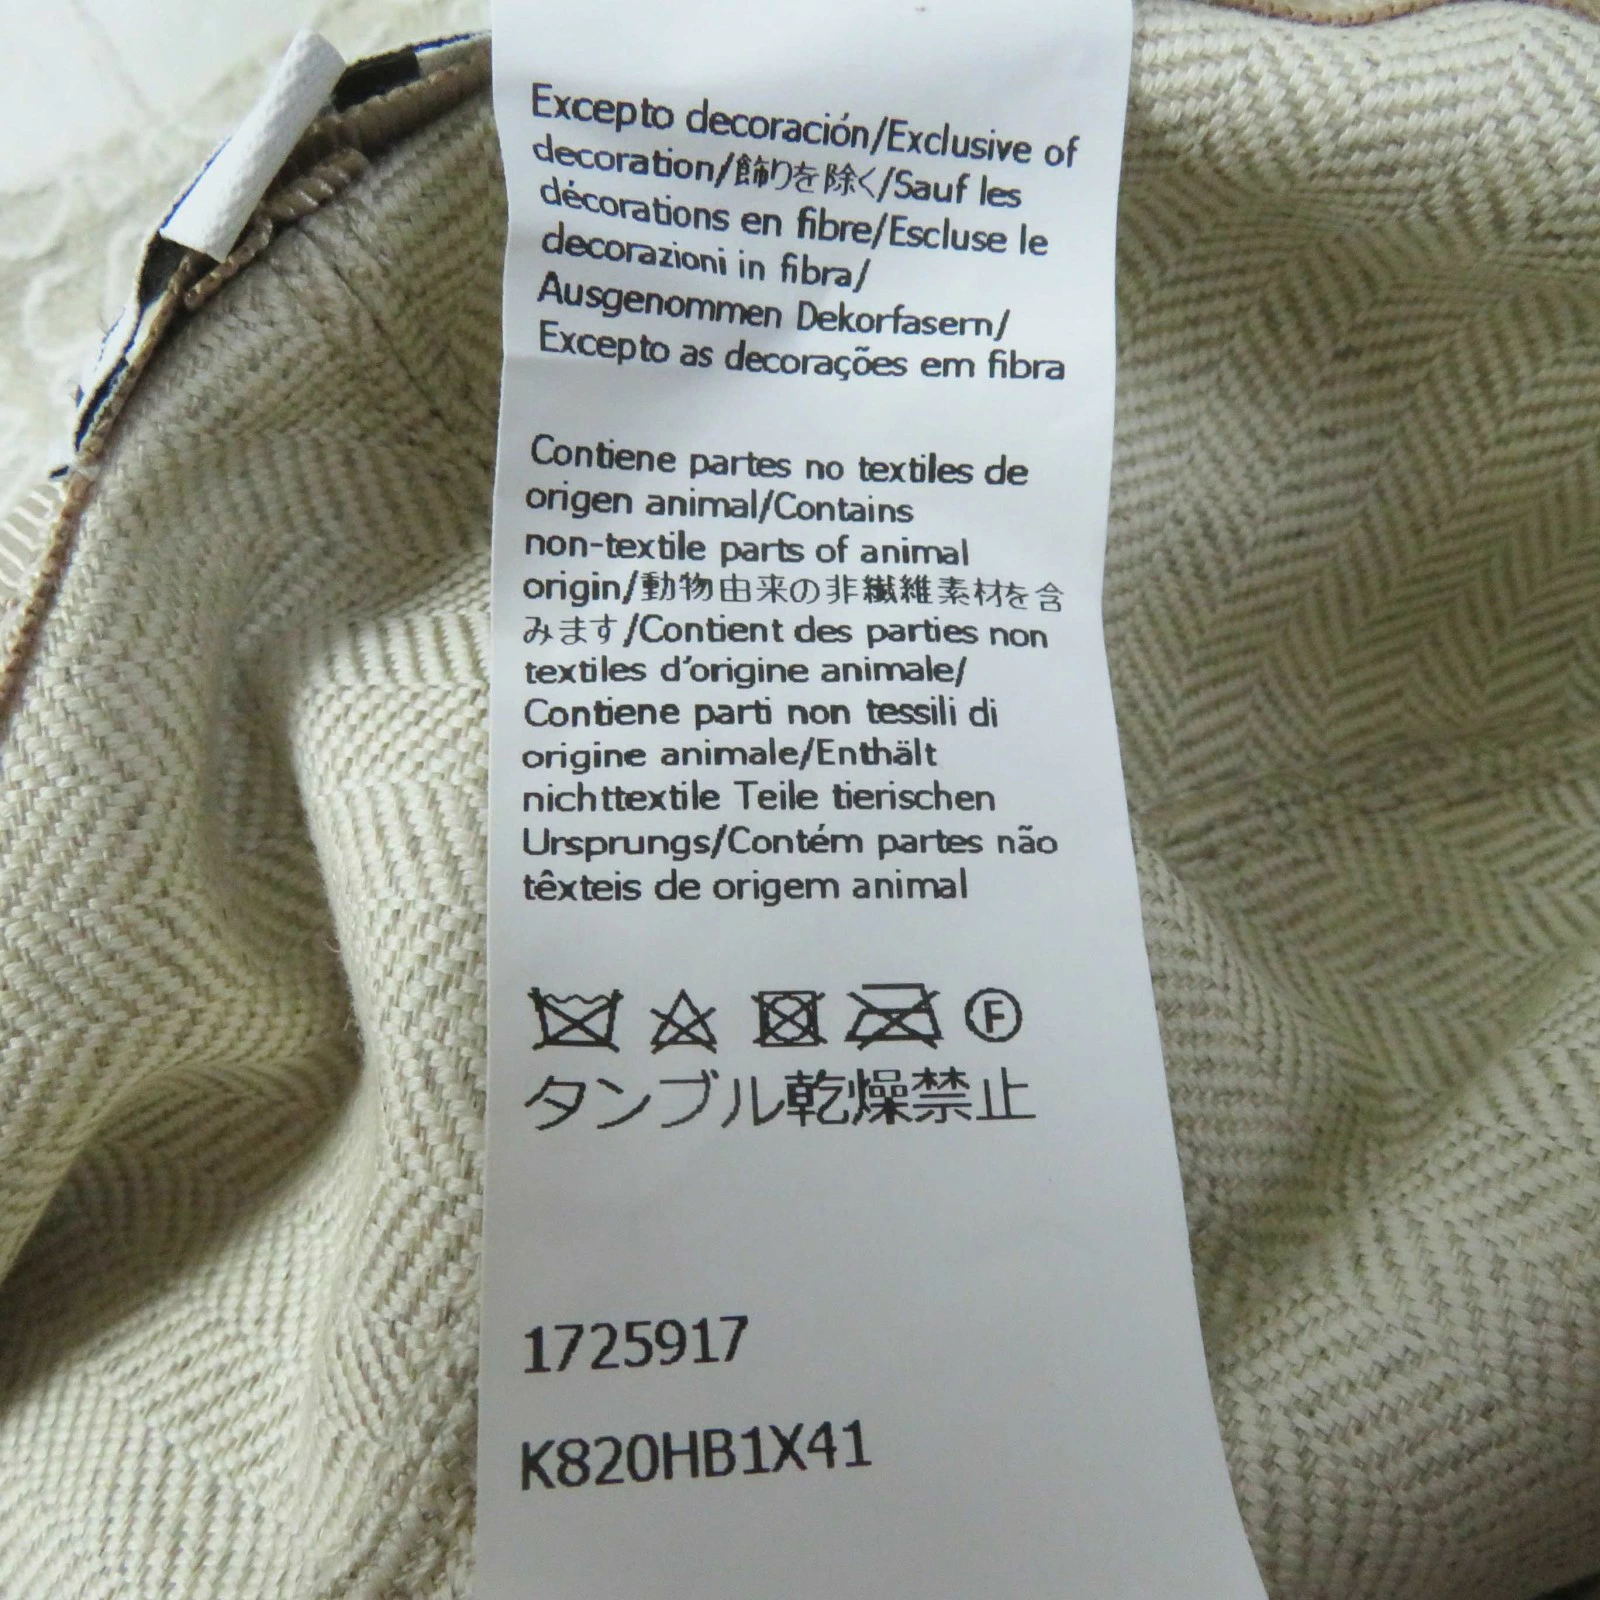 Excepto decoración/Exclusive of
decoration/飾りを除く/Sauf les
décorations en fibre/Escluse le
decorazioni in fibra/
Ausgenommen Dekorfasern/
Excepto as decorações em fibra
Contiene partes no textiles de
origen animal/Contains
non-textile parts of animal
origin/動物由来の非繊維素材を含
みます/Contient des parties non
textiles d'origine animale/
Contiene parti non tessili di
origine animale/Enthält
nichttextile Teile tierischen
Ursprungs/Contém partes não
têxteis de origem animal
F
タンブル乾燥禁止
1725917
K820HB1X41